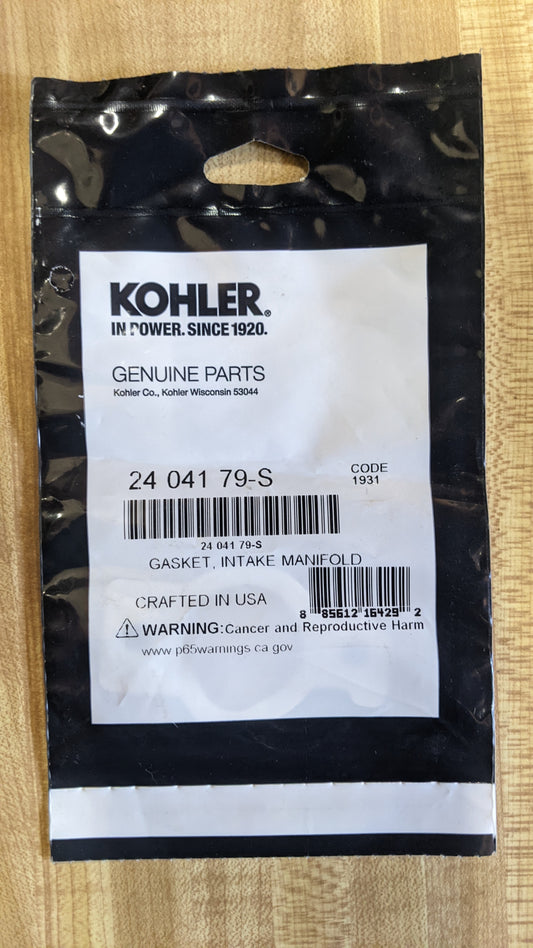 KOHLER®
IN POWER. SINCE 1920.
GENUINE PARTS
Kohler Co., Kohler Wisconsin 53044
24 041 79-S
CODE
1931
24 041 79-S
GASKET, INTAKE MANIFOLD
CRAFTED IN USA
8 85612 16429 2
⚠ WARNING: Cancer and Reproductive Harm
www.p65warnings.ca.gov